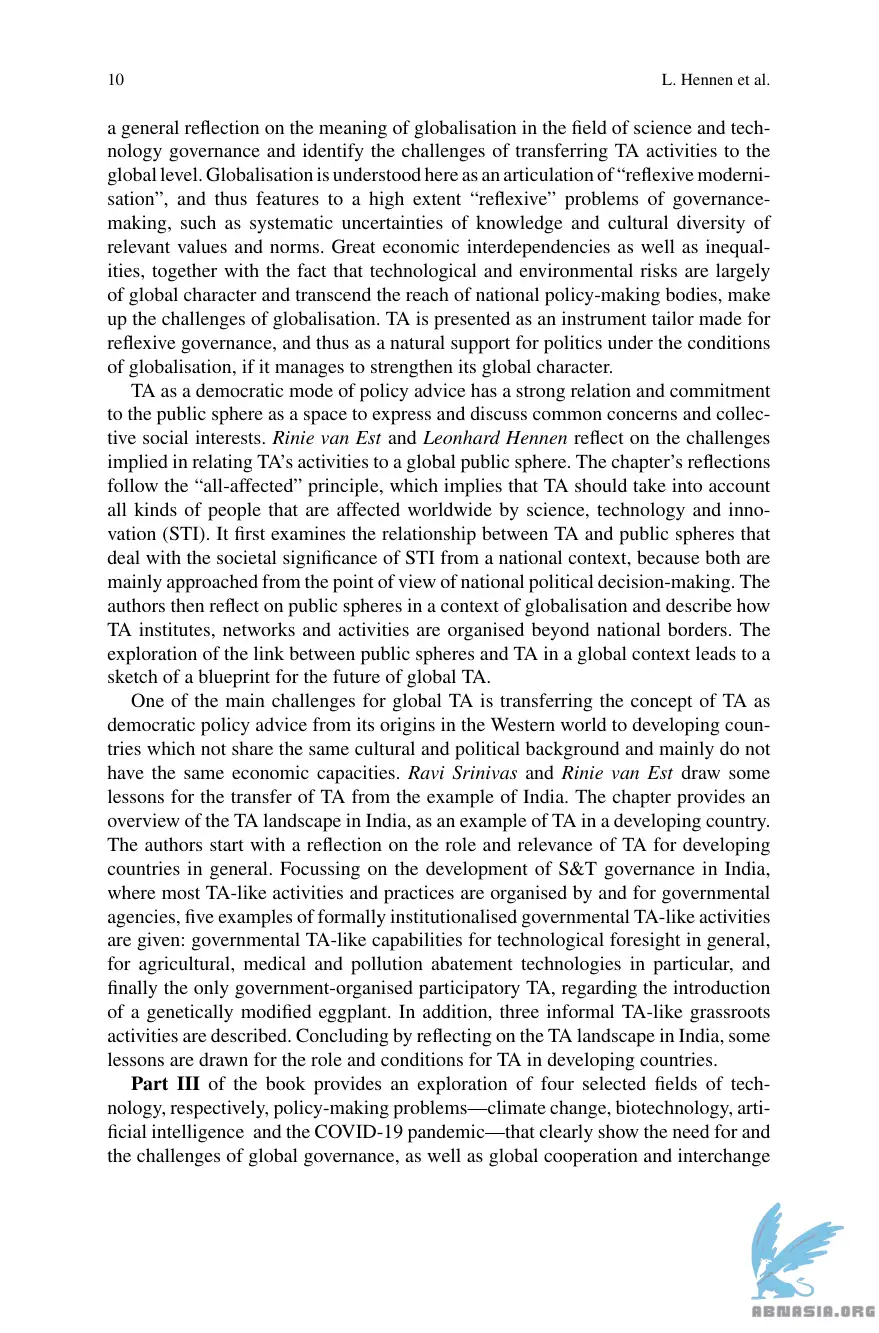 10 L. Hennen et al.
a general reflection on the meaning of globalisation in the field of science and tech-
nology governance and identify the challenges of transferring TA activities to the
global level. Globalisation is understood here as an articulation of “reflexive moderni-
sation”, and thus features to a high extent “reflexive” problems of governance-
making, such as systematic uncertainties of knowledge and cultural diversity of
relevant values and norms. Great economic interdependencies as well as inequal-
ities, together with the fact that technological and environmental risks are largely
of global character and transcend the reach of national policy-making bodies, make
up the challenges of globalisation. TA is presented as an instrument tailor made for
reflexive governance, and thus as a natural support for politics under the conditions
of globalisation, if it manages to strengthen its global character.
TA as a democratic mode of policy advice has a strong relation and commitment
to the public sphere as a space to express and discuss common concerns and collec-
tive social interests. Rinie van Est and Leonhard Hennen reflect on the challenges
implied in relating TA’s activities to a global public sphere. The chapter’s reflections
follow the “all-affected” principle, which implies that TA should take into account
all kinds of people that are affected worldwide by science, technology and inno-
vation (STI). It first examines the relationship between TA and public spheres that
deal with the societal significance of STI from a national context, because both are
mainly approached from the point of view of national political decision-making. The
authors then reflect on public spheres in a context of globalisation and describe how
TA institutes, networks and activities are organised beyond national borders. The
exploration of the link between public spheres and TA in a global context leads to a
sketch of a blueprint for the future of global TA.
One of the main challenges for global TA is transferring the concept of TA as
democratic policy advice from its origins in the Western world to developing coun-
tries which not share the same cultural and political background and mainly do not
have the same economic capacities. Ravi Srinivas and Rinie van Est draw some
lessons for the transfer of TA from the example of India. The chapter provides an
overview of the TA landscape in India, as an example of TA in a developing country.
The authors start with a reflection on the role and relevance of TA for developing
countries in general. Focussing on the development of S&T governance in India,
where most TA-like activities and practices are organised by and for governmental
agencies, five examples of formally institutionalised governmental TA-like activities
are given: governmental TA-like capabilities for technological foresight in general,
for agricultural, medical and pollution abatement technologies in particular, and
finally the only government-organised participatory TA, regarding the introduction
of a genetically modified eggplant. In addition, three informal TA-like grassroots
activities are described. Concluding by reflecting on the TA landscape in India, some
lessons are drawn for the role and conditions for TA in developing countries.
Part III of the book provides an exploration of four selected fields of tech-
nology, respectively, policy-making problems—climate change, biotechnology, arti-
ficial intelligence and the COVID-19 pandemic—that clearly show the need for and
the challenges of global governance, as well as global cooperation and interchange
ABNASIA.ORG